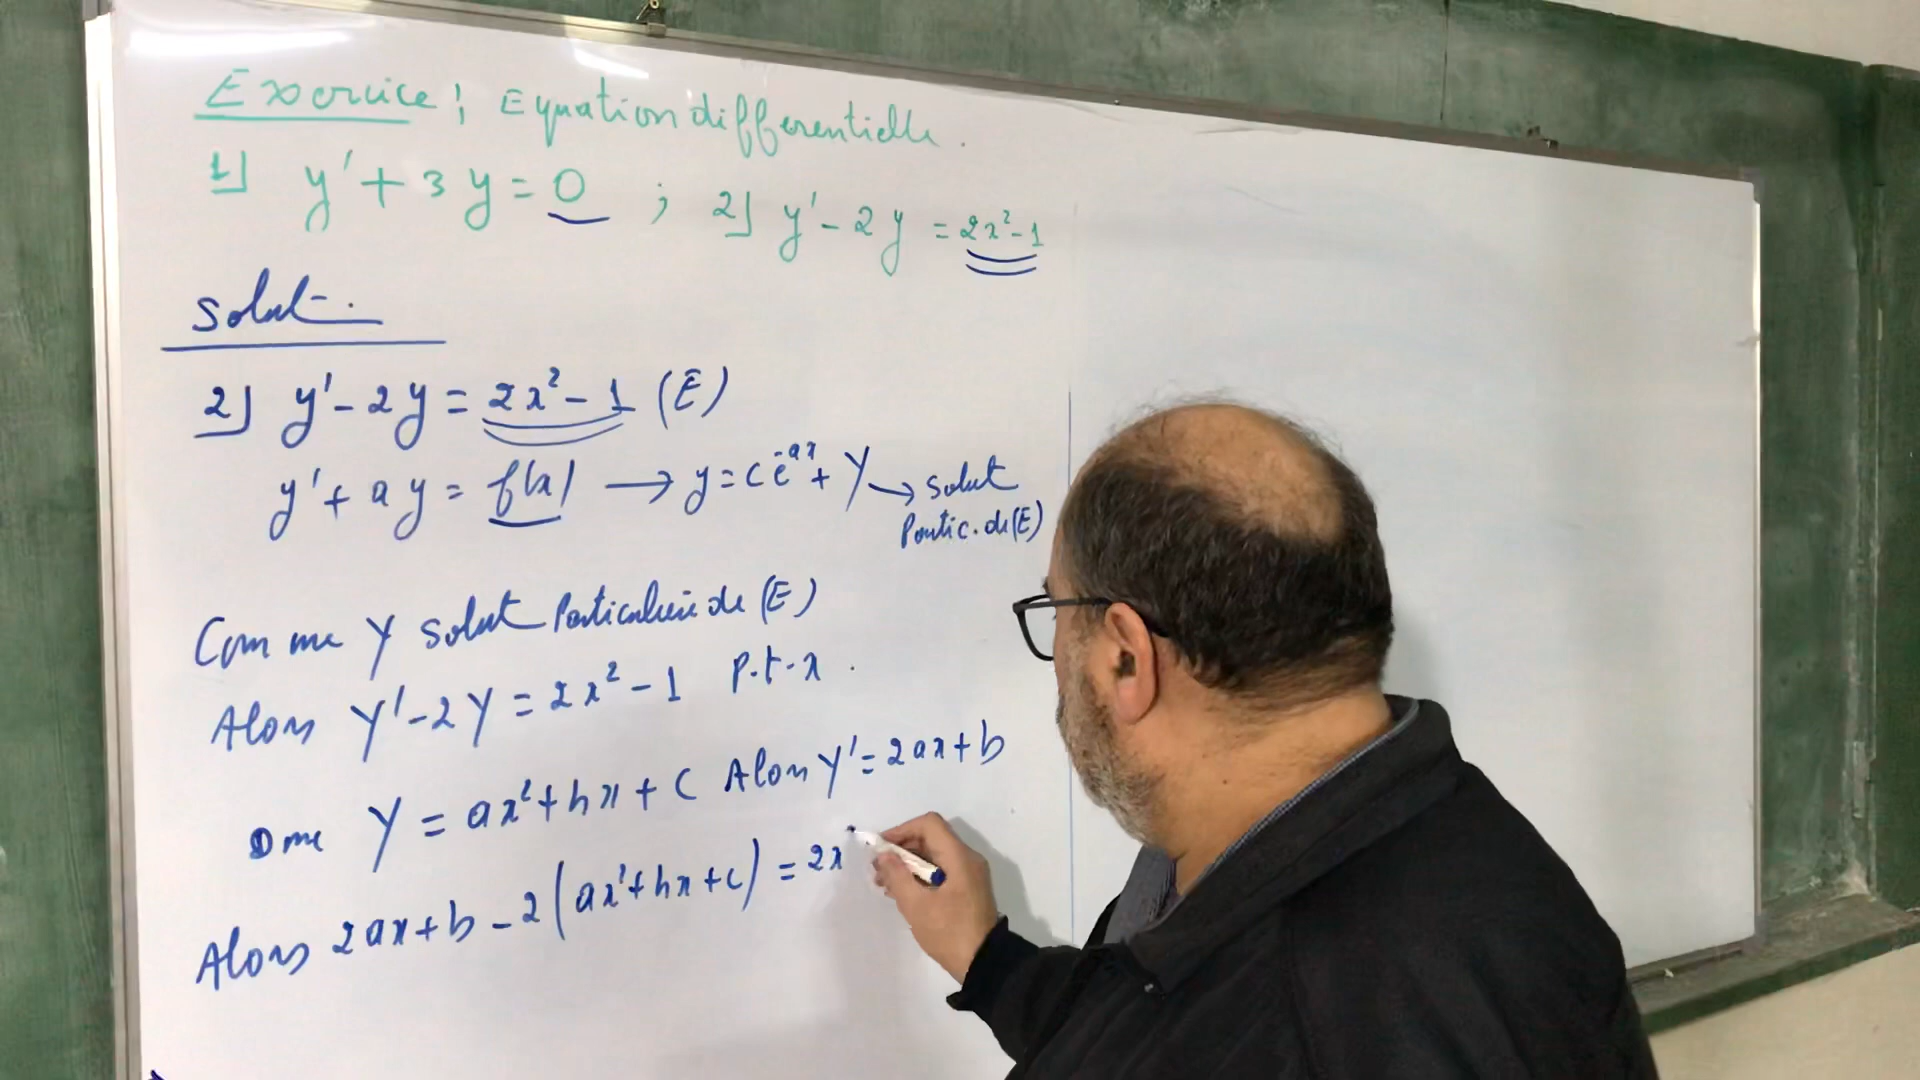 Exercice ; Equation differentielle.
1) y' + 3y = 0 ; 2) y' - 2y = 2x² - 1
Solut.
2) y' - 2y = 2x² - 1 (E)
y' + ay = f(x) → y = c e^-ax + Y → solut
Partic. de (E)
Comme Y solut Particulière de (E)
Alors Y' - 2Y = 2x² - 1 p.t.x.
Donc Y = ax² + bx + c Alors Y' = 2ax + b
Alors 2ax + b - 2(ax² + bx + c) = 2x